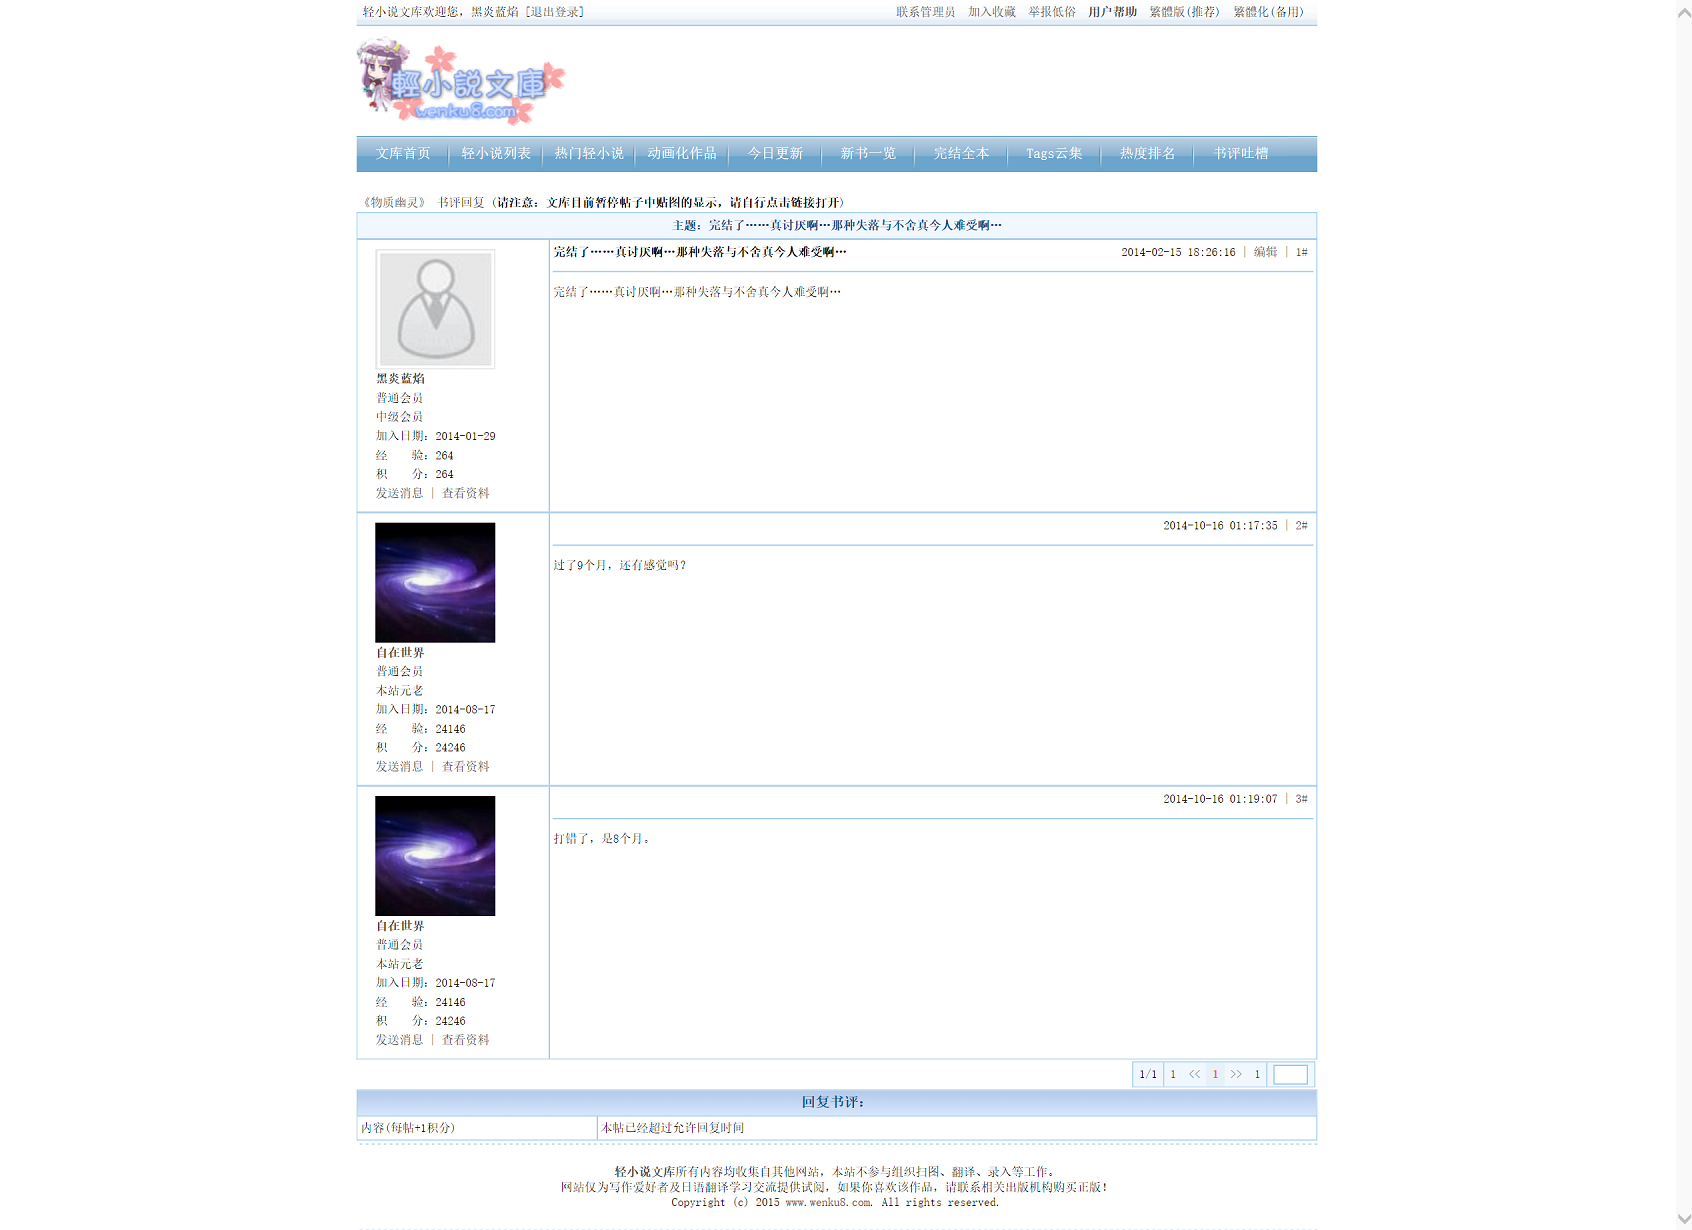 轻小说文库欢迎您，黑炎蓝焰 [退出登录]
联系管理员 加入收藏 举报低俗 用户帮助 繁體版(推荐) 繁體化(备用)
輕小説文庫
wenku8.com
文库首页 轻小说列表 热门轻小说 动画化作品 今日更新 新书一览 完结全本 Tags云集 热度排名 书评吐槽
《物质幽灵》 书评回复 (请注意：文库目前暂停帖子中贴图的显示，请自行点击链接打开)
主题：完结了……真讨厌啊…那种失落与不舍真令人难受啊…
完结了……真讨厌啊…那种失落与不舍真令人难受啊…
2014-02-15 18:26:16 | 编辑 | 1#
完结了……真讨厌啊…那种失落与不舍真令人难受啊…
黑炎蓝焰
普通会员
中级会员
加入日期：2014-01-29
经　　验：264
积　　分：264
发送消息 | 查看资料
2014-10-16 01:17:35 | 2#
过了9个月，还有感觉吗？
自在世界
普通会员
本站元老
加入日期：2014-08-17
经　　验：24146
积　　分：24246
发送消息 | 查看资料
2014-10-16 01:19:07 | 3#
打错了，是8个月。
自在世界
普通会员
本站元老
加入日期：2014-08-17
经　　验：24146
积　　分：24246
发送消息 | 查看资料
1/1 1 << 1 >> 1
回复书评：
内容(每帖+1积分)
本帖已经超过允许回复时间
轻小说文库所有内容均收集自其他网站，本站不参与组织扫图、翻译、录入等工作。
网站仅为写作爱好者及日语翻译学习交流提供试阅，如果你喜欢该作品，请联系相关出版机构购买正版！
Copyright (c) 2015 www.wenku8.com. All rights reserved.